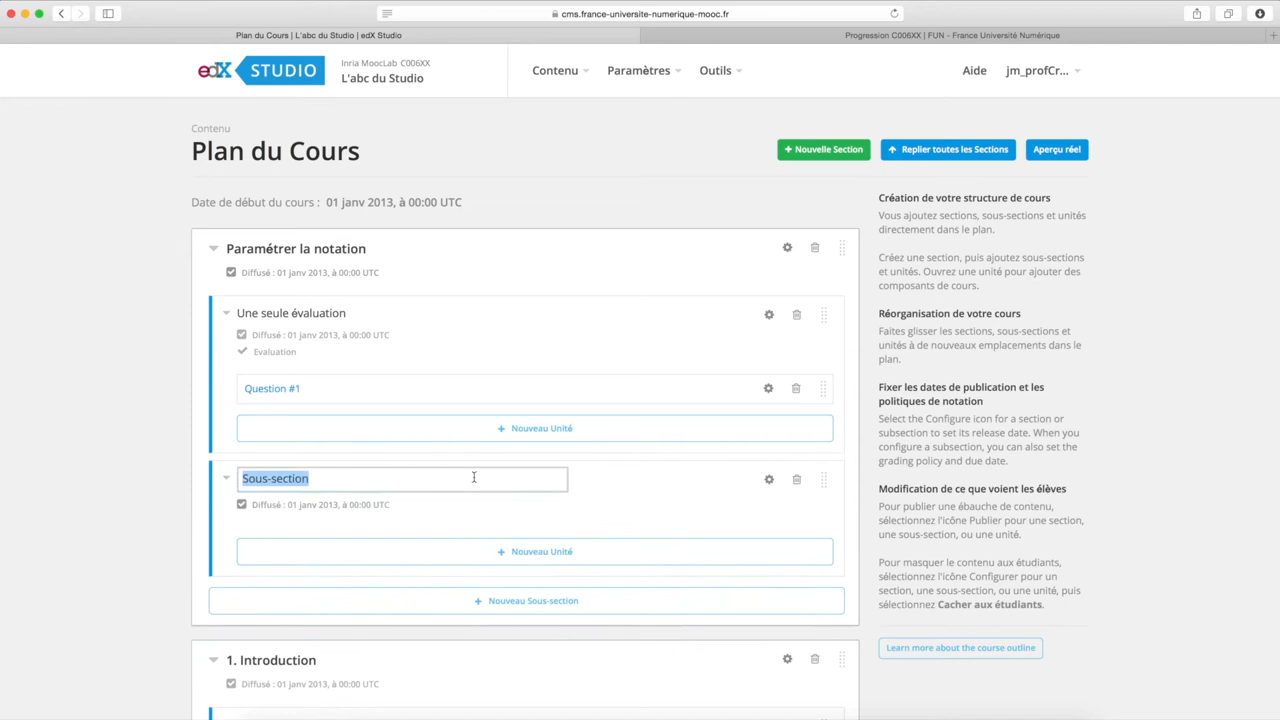 cms.france-universite-numerique-mooc.fr
Plan du Cours | L'abc du Studio | edX Studio
Progression C006XX | FUN - France Université Numérique
edX STUDIO
Inria MoocLab C006XX
L'abc du Studio
Contenu
Paramètres
Outils
Aide
jm_profCr...
Contenu
Plan du Cours
+ Nouvelle Section
Replier toutes les Sections
Aperçu réel
Date de début du cours : 01 janv 2013, à 00:00 UTC
Paramétrer la notation
Diffusé : 01 janv 2013, à 00:00 UTC
Une seule évaluation
Diffusé : 01 janv 2013, à 00:00 UTC
Evaluation
Question #1
+ Nouveau Unité
Sous-section
Diffusé : 01 janv 2013, à 00:00 UTC
+ Nouveau Unité
+ Nouveau Sous-section
1. Introduction
Diffusé : 01 janv 2013, à 00:00 UTC
Création de votre structure de cours
Vous ajoutez sections, sous-sections et unités
directement dans le plan.
Créez une section, puis ajoutez sous-sections
et unités. Ouvrez une unité pour ajouter des
composants de cours.
Réorganisation de votre cours
Faites glisser les sections, sous-sections et
unités à de nouveaux emplacements dans le
plan.
Fixer les dates de publication et les
politiques de notation
Select the Configure icon for a section or
subsection to set its release date. When you
configure a subsection, you can also set the
grading policy and due date.
Modification de ce que voient les élèves
Pour publier une ébauche de contenu,
sélectionnez l'icône Publier pour une section,
une sous-section, ou une unité.
Pour masquer le contenu aux étudiants,
sélectionnez l'icône Configurer pour un
section, une sous-section, ou une unité, puis
sélectionnez Cacher aux étudiants.
Learn more about the course outline